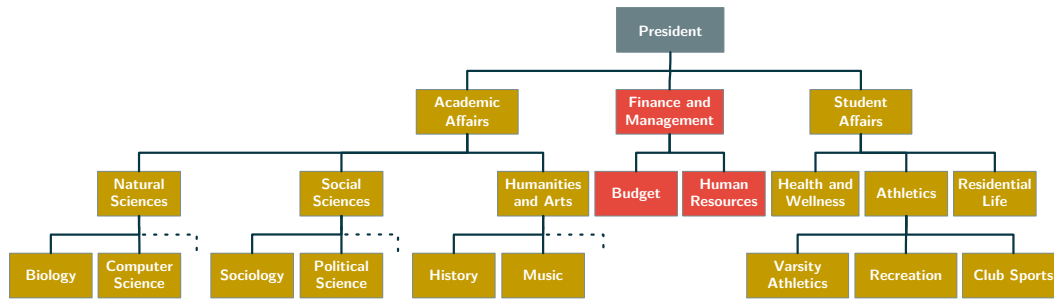 President
Academic
Affairs
Finance and
Management
Student
Affairs
Natural
Sciences
Social
Sciences
Humanities
and Arts
Budget
Human
Resources
Health and
Wellness
Athletics
Residential
Life
Biology
Computer
Science
Sociology
Political
Science
History
Music
Varsity
Athletics
Recreation
Club Sports